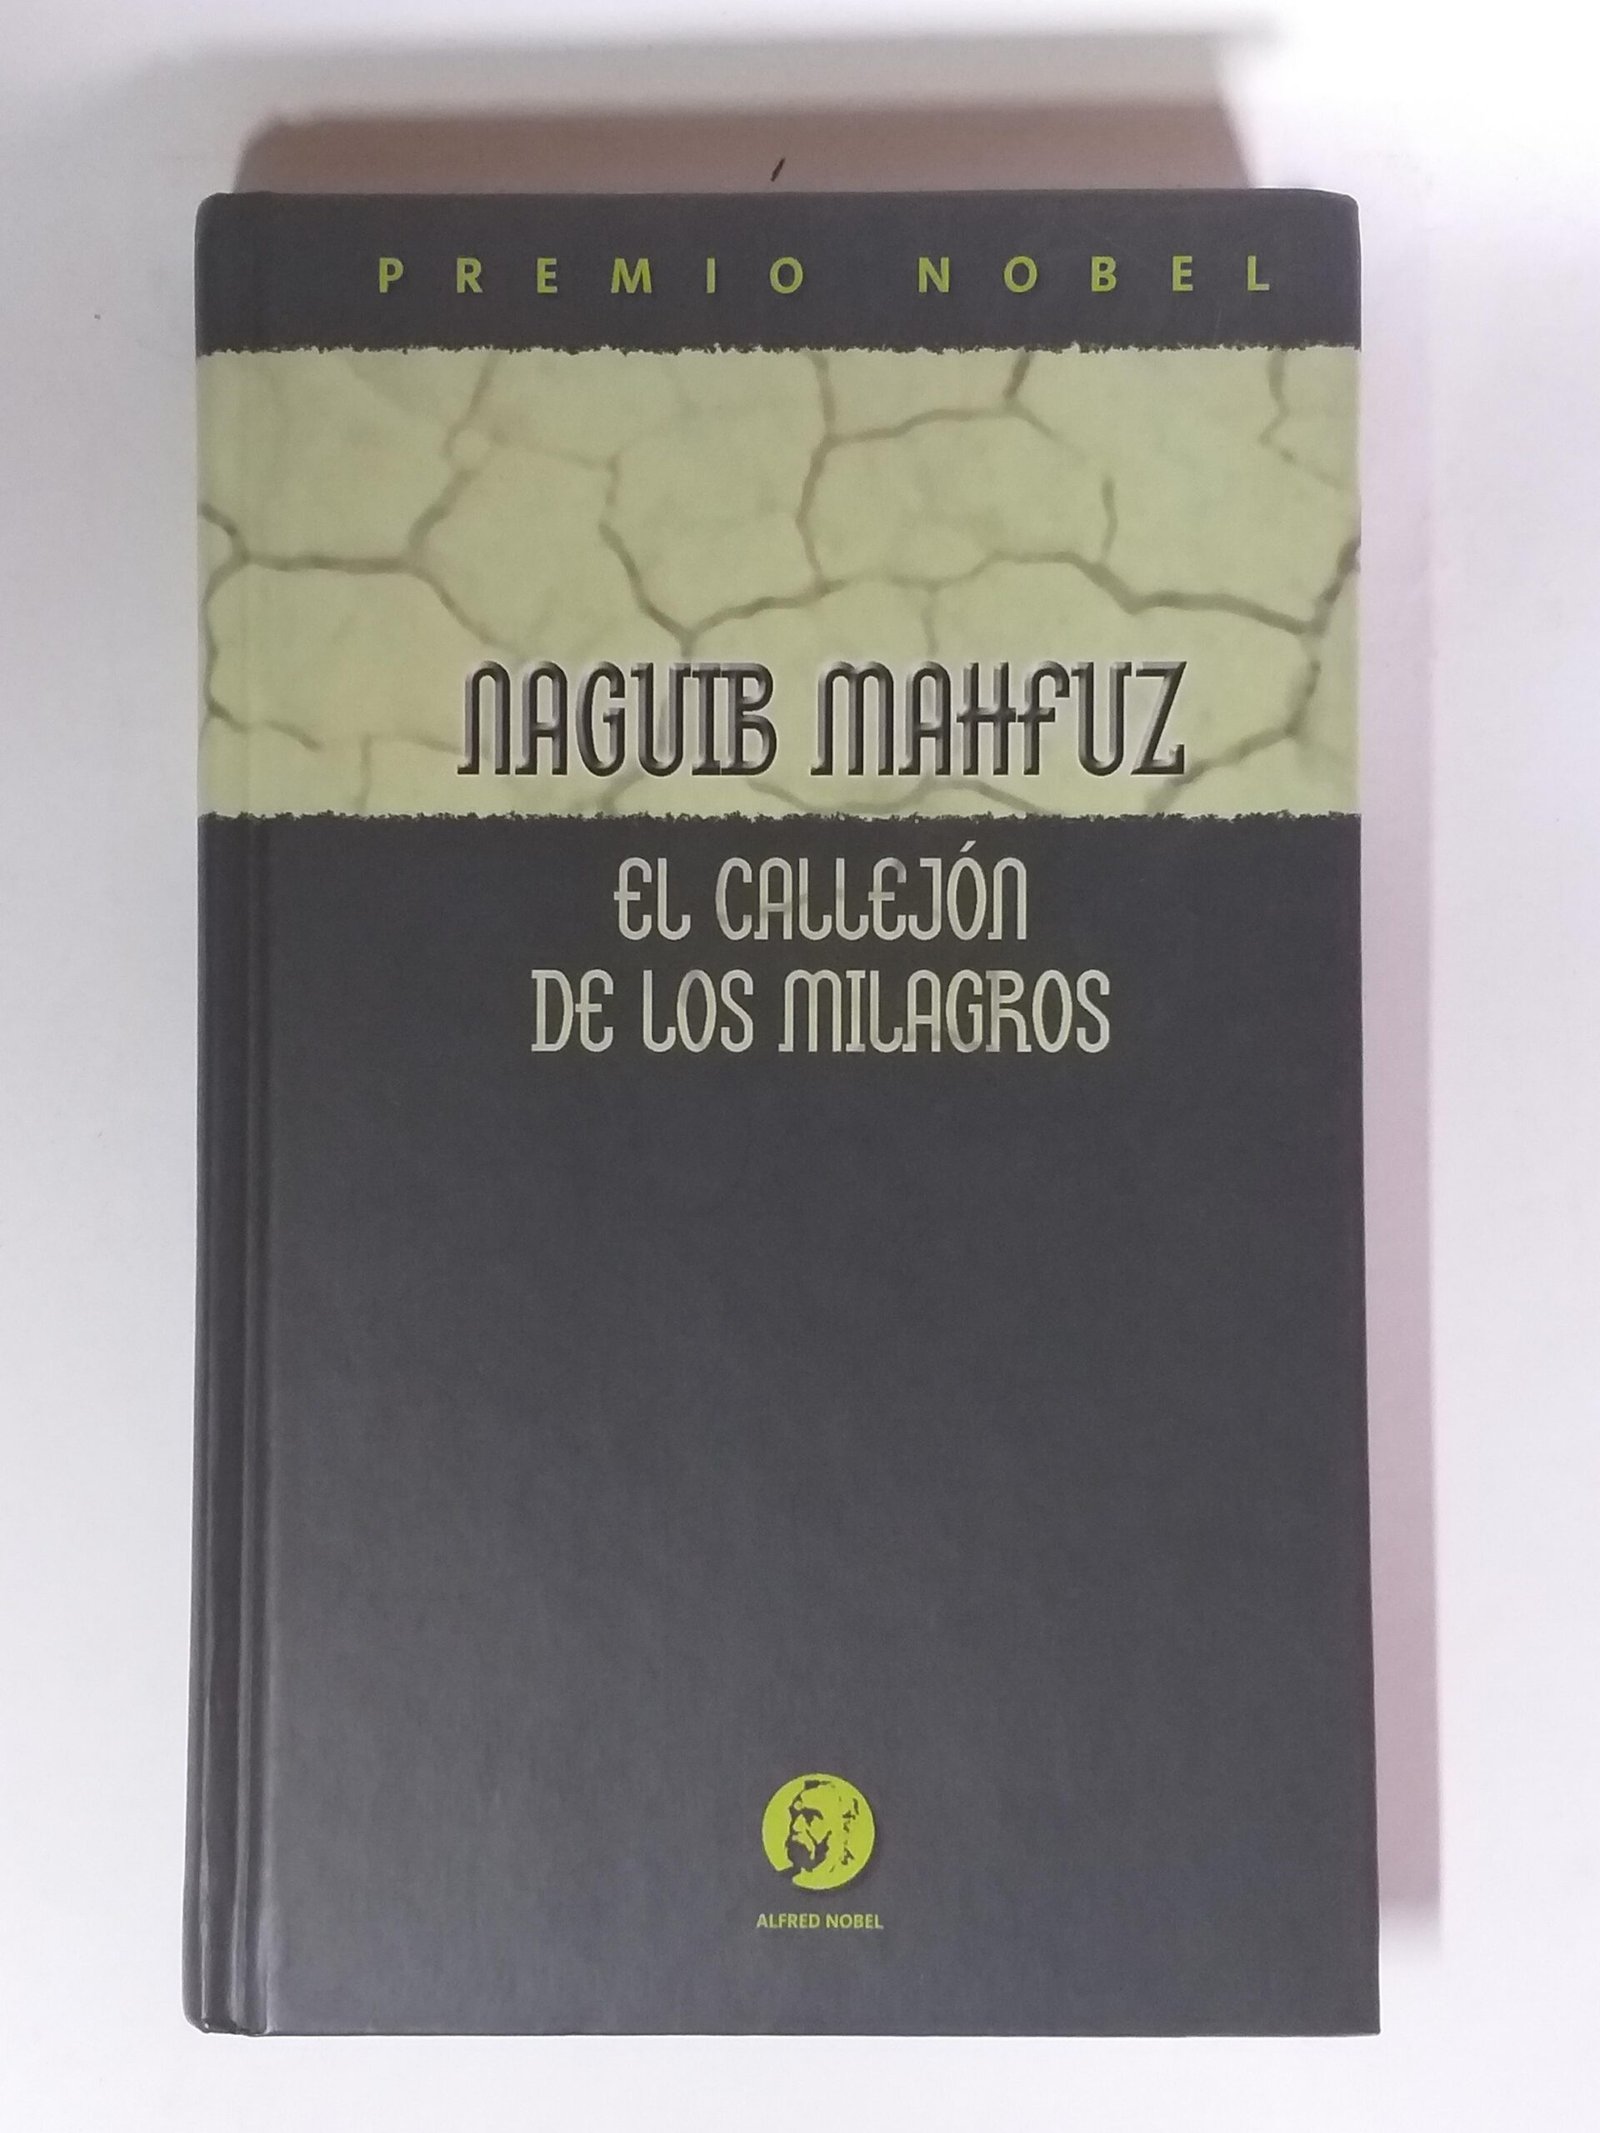 PREMIO NOBEL
NAGUIB MAHFUZ
EL CALLEJÓN
DE LOS MILAGROS
ALFRED NOBEL